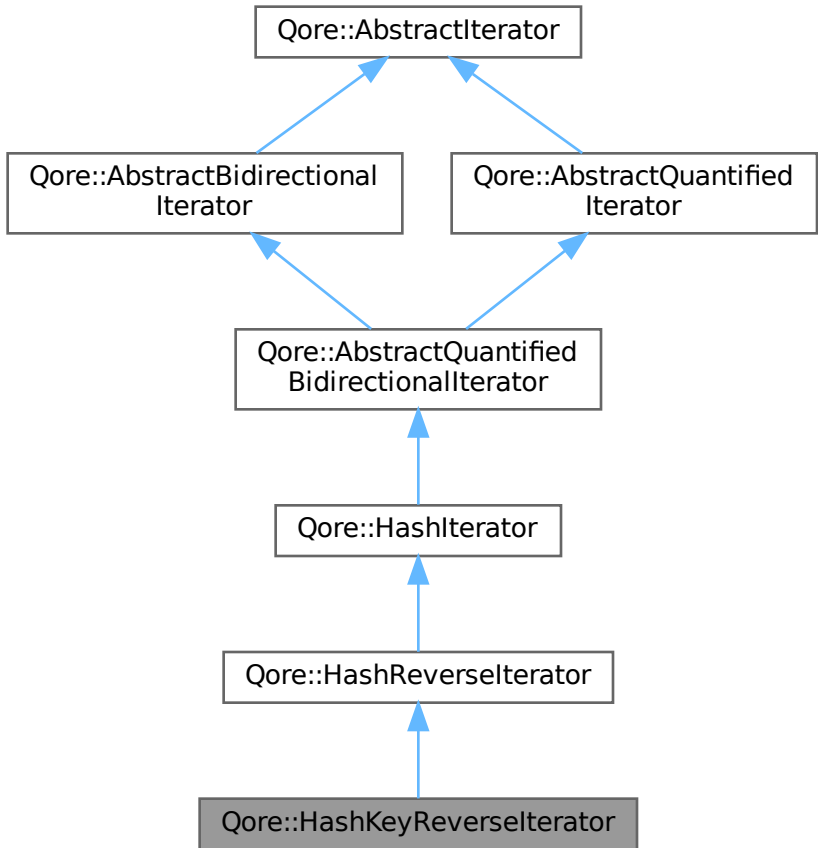 Qore::AbstractIterator
Qore::AbstractBidirectional
Iterator
Qore::AbstractQuantified
Iterator
Qore::AbstractQuantified
BidirectionalIterator
Qore::HashIterator
Qore::HashReverseIterator
Qore::HashKeyReverseIterator